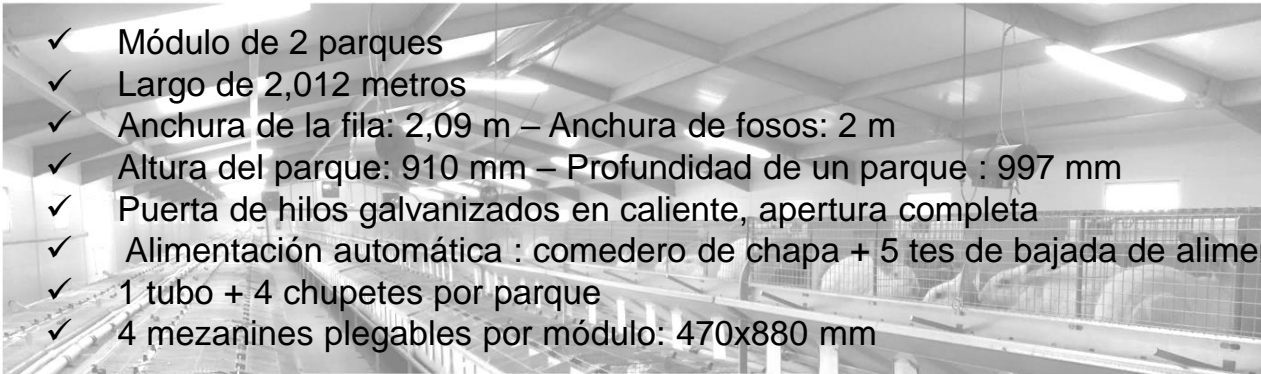 ✓ Módulo de 2 parques
✓ Largo de 2,012 metros
✓ Anchura de la fila: 2,09 m – Anchura de fosos: 2 m
✓ Altura del parque: 910 mm – Profundidad de un parque : 997 mm
✓ Puerta de hilos galvanizados en caliente, apertura completa
✓ Alimentación automática : comedero de chapa + 5 tes de bajada de alime
✓ 1 tubo + 4 chupetes por parque
✓ 4 mezanines plegables por módulo: 470x880 mm